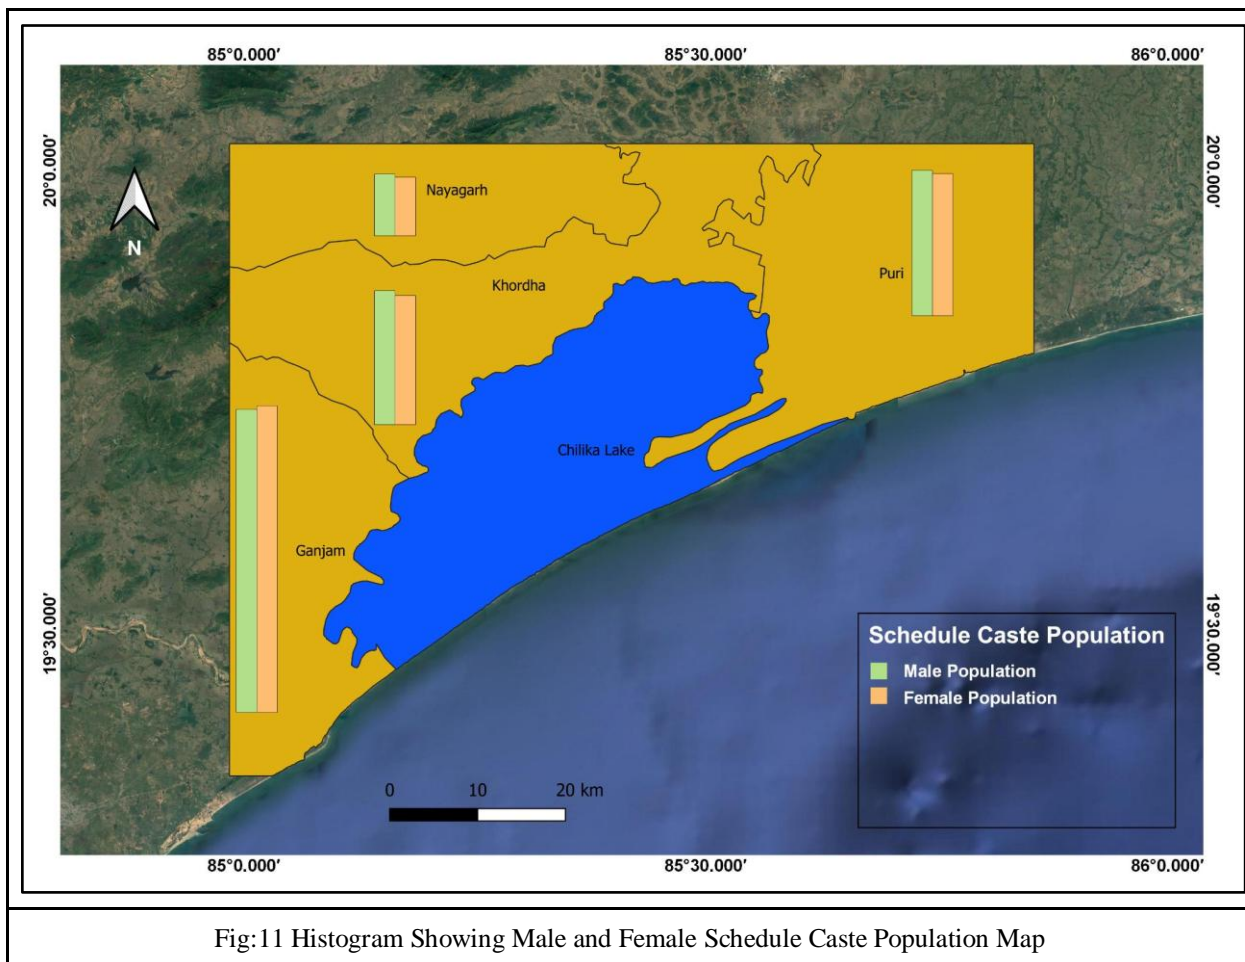 85°0.000'
85°30.000'
86°0.000'
20°0.000'
20°0.000'
N
Nayagarh
Puri
Khordha
Chilika Lake
Ganjam
19°30.000'
19°30.000'
Schedule Caste Population
Male Population
Female Population
0 10 20 km
85°0.000'
85°30.000'
86°0.000'
Fig:11 Histogram Showing Male and Female Schedule Caste Population Map